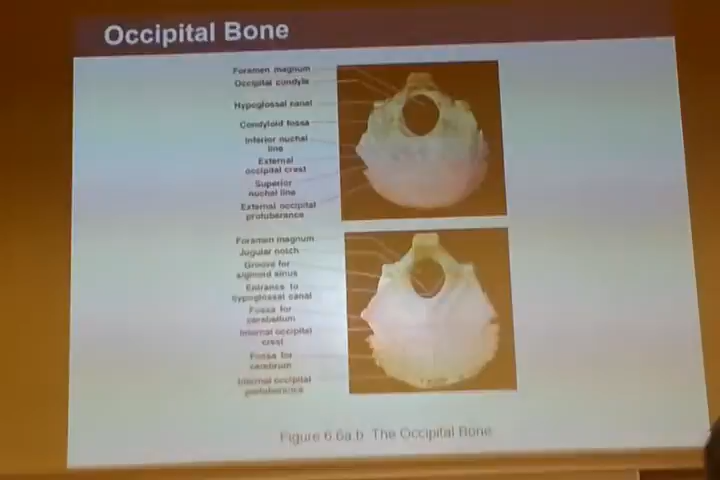 Occipital Bone
Foramen magnum
Occipital condyle
Hypoglossal canal
Condyloid fossa
Inferior nuchal
line
External
occipital crest
Superior
nuchal line
External occipital
protuberance
Foramen magnum
Jugular notch
Groove for
sigmoid sinus
Entrance to
hypoglossal canal
Fossa for
cerebellum
Internal occipital
crest
Fossa for
cerebrum
Internal occipital
protuberance
Figure 6.6a,b The Occipital Bone